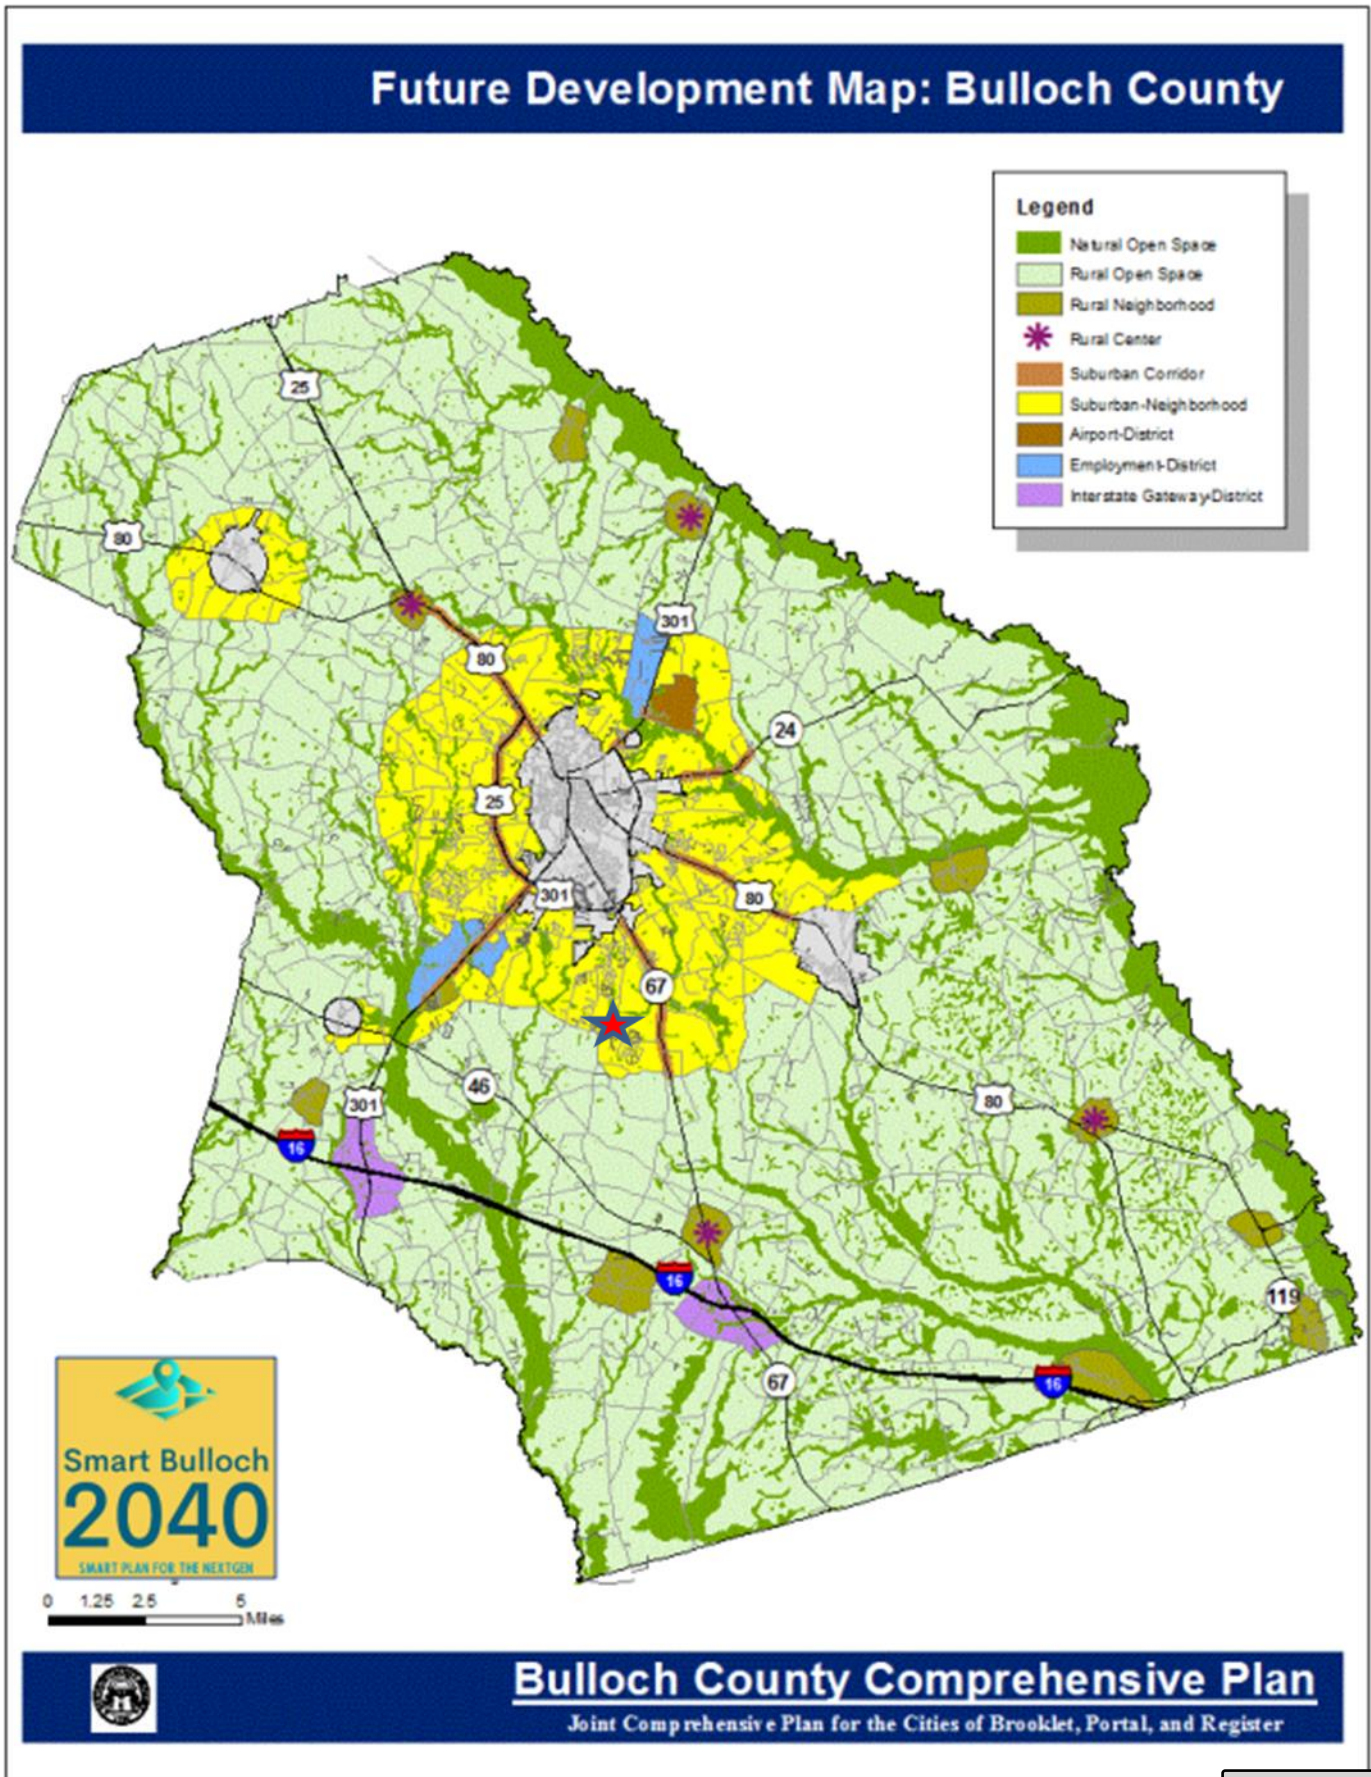 Future Development Map: Bulloch County
Legend
Natural Open Space
Rural Open Space
Rural Neighborhood
Rural Center
Suburban Corridor
Suburban-Neighborhood
Airport-District
Employment-District
Interstate Gateway-District
25
80
301
80
24
25
301
80
67
46
301
80
16
16
119
67
16
Smart Bulloch
2040
SMART PLAN FOR THE NEXTGEN
0 1.25 2.5 5
Miles
Bulloch County Comprehensive Plan
Joint Comprehensive Plan for the Cities of Brooklet, Portal, and Register